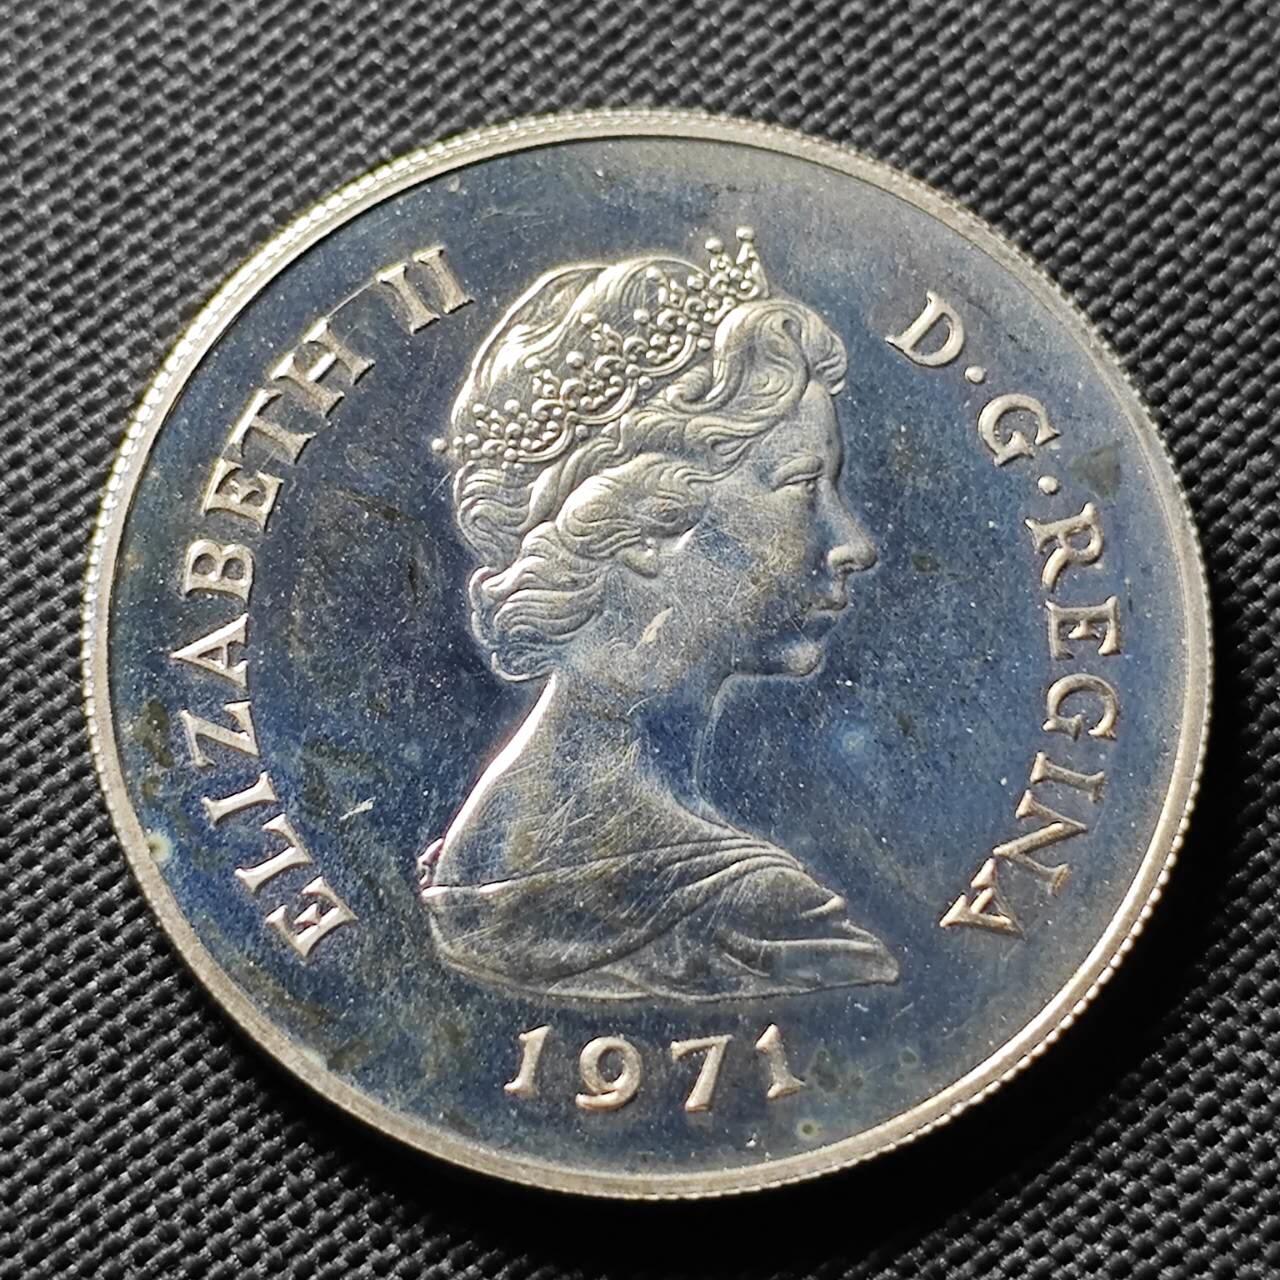 ELIZABETH II
D·G·REGINA
1971